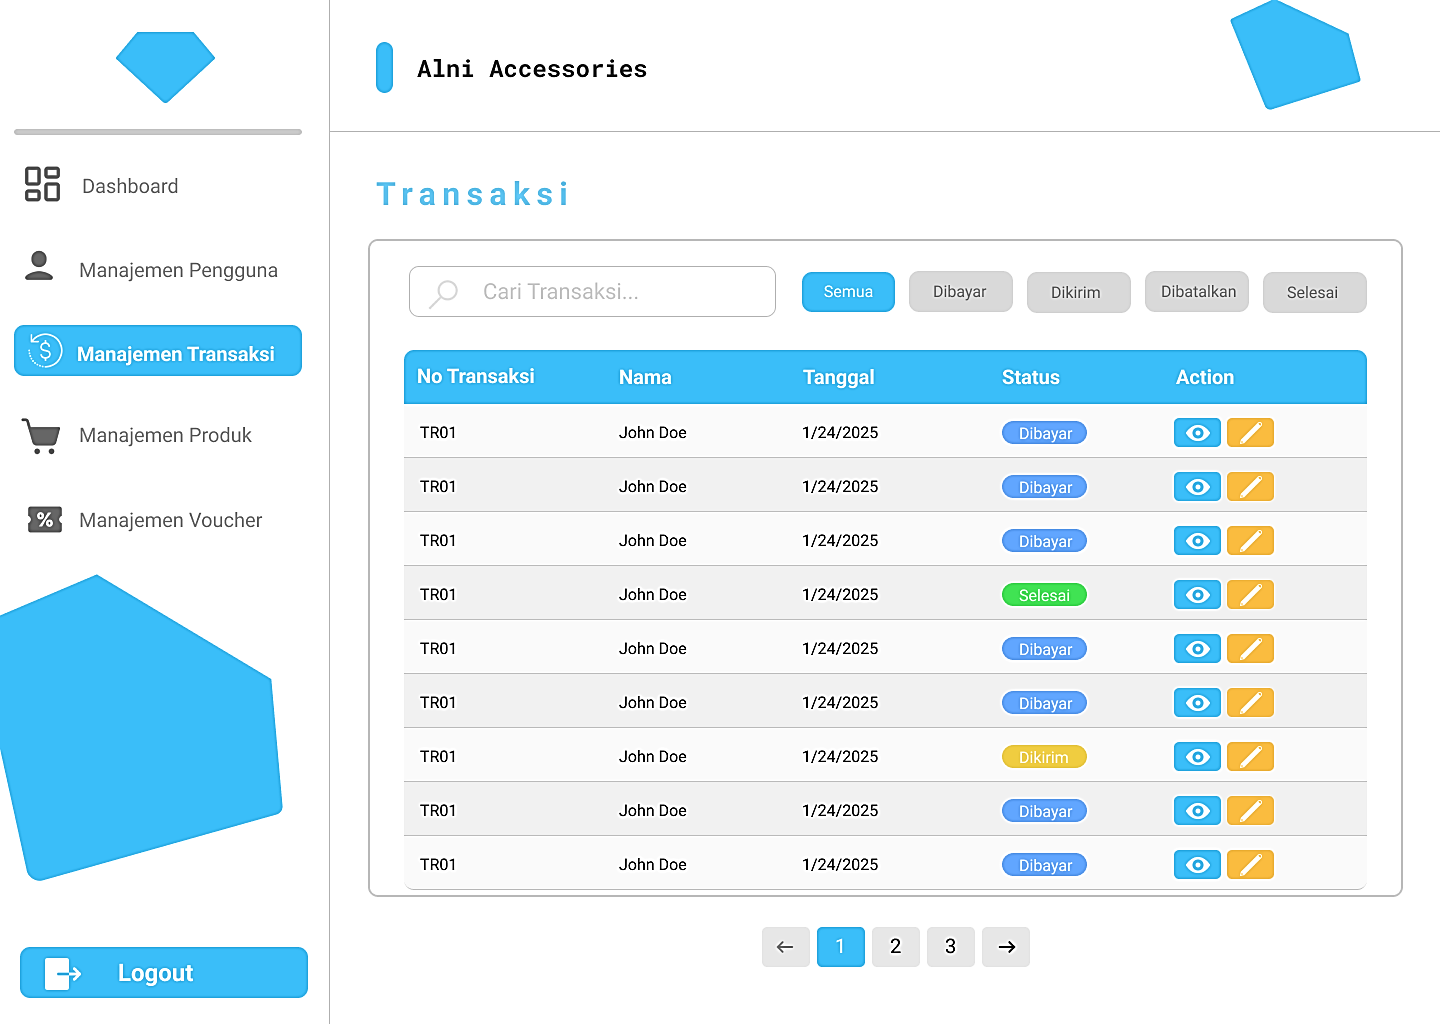 Alni Accessories
Dashboard
Manajemen Pengguna
Manajemen Transaksi
Manajemen Produk
Manajemen Voucher
Logout
Transaksi
Cari Transaksi... Semua Dibayar Dikirim Dibatalkan Selesai
No Transaksi Nama Tanggal Status Action
TR01 John Doe 1/24/2025 Dibayar
TR01 John Doe 1/24/2025 Dibayar
TR01 John Doe 1/24/2025 Dibayar
TR01 John Doe 1/24/2025 Selesai
TR01 John Doe 1/24/2025 Dibayar
TR01 John Doe 1/24/2025 Dibayar
TR01 John Doe 1/24/2025 Dikirim
TR01 John Doe 1/24/2025 Dibayar
TR01 John Doe 1/24/2025 Dibayar
← 1 2 3 →